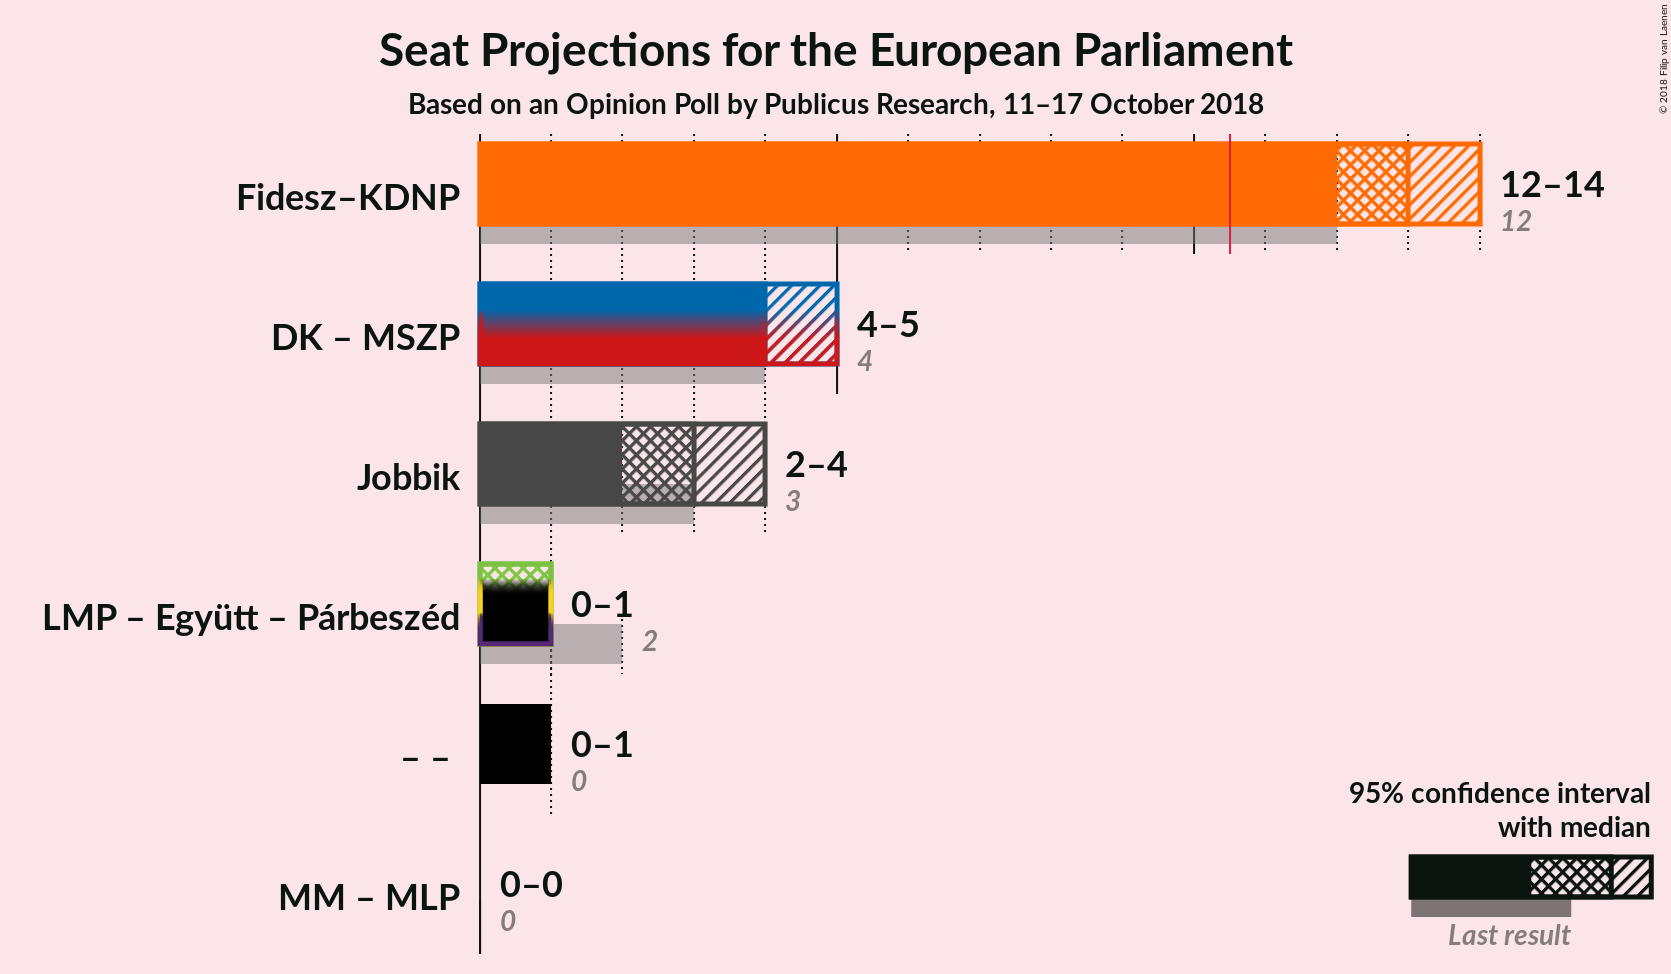 Seat Projections for the European Parliament
Based on an Opinion Poll by Publicus Research, 11–17 October 2018
© 2018 Filip van Laenen
Fidesz–KDNP
12–14
12
DK – MSZP
4–5
4
Jobbik
2–4
3
LMP – Együtt – Párbeszéd
0–1
2
– –
0–1
0
MM – MLP
0–0
0
95% confidence interval
with median
Last result